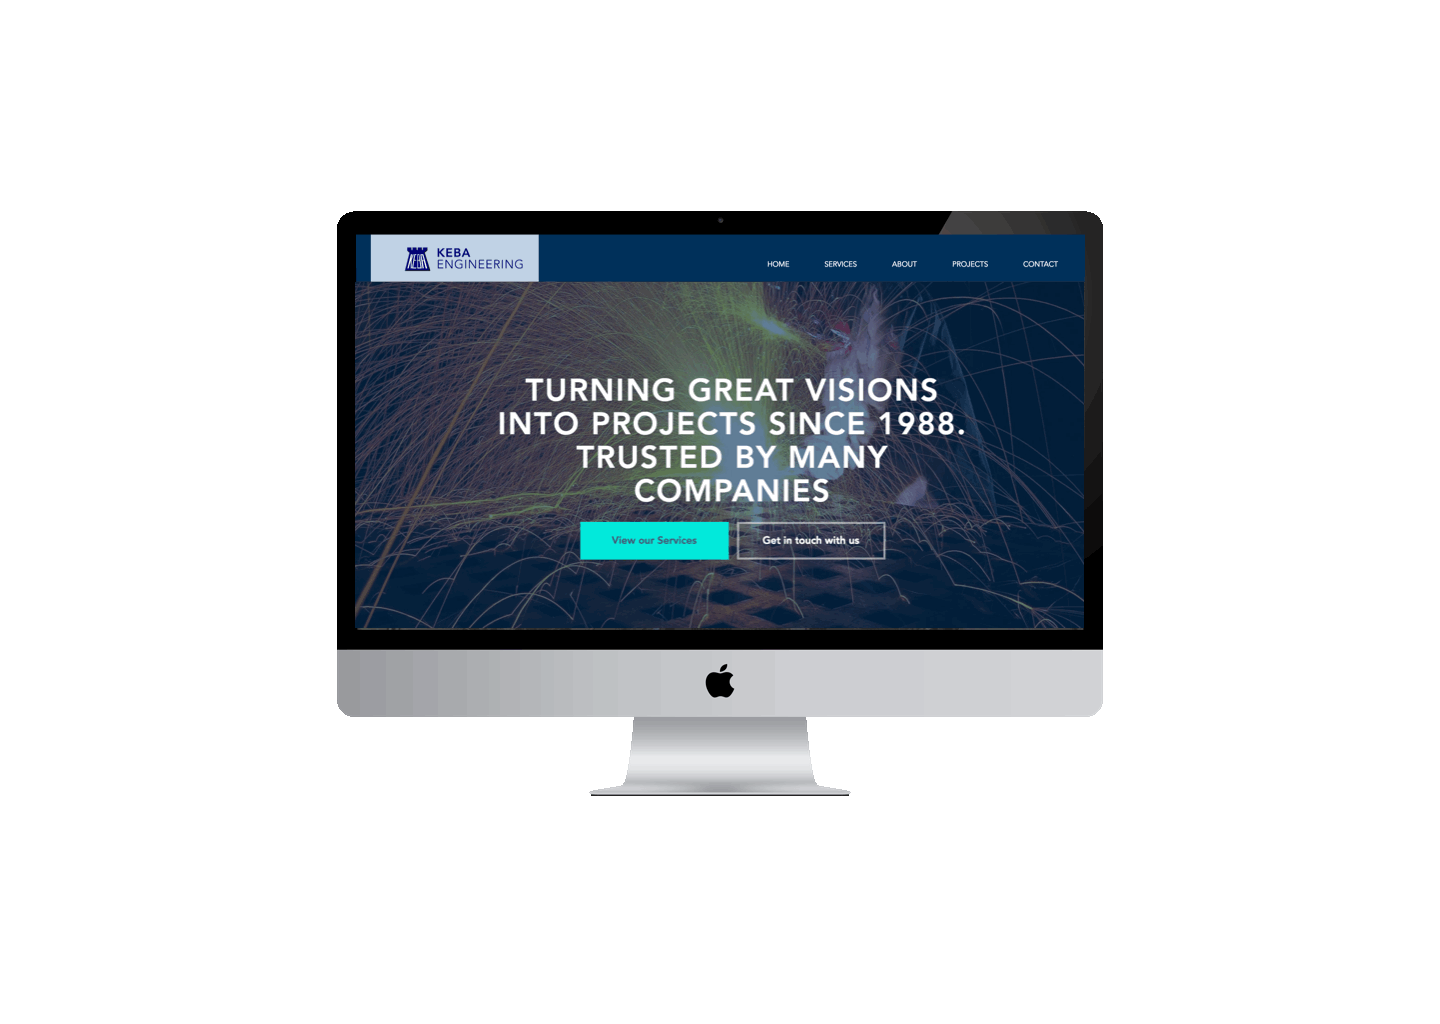 KEBA
KEBA
ENGINEERING
HOME SERVICES ABOUT PROJECTS CONTACT
TURNING GREAT VISIONS
INTO PROJECTS SINCE 1988.
TRUSTED BY MANY
COMPANIES
View our Services Get in touch with us